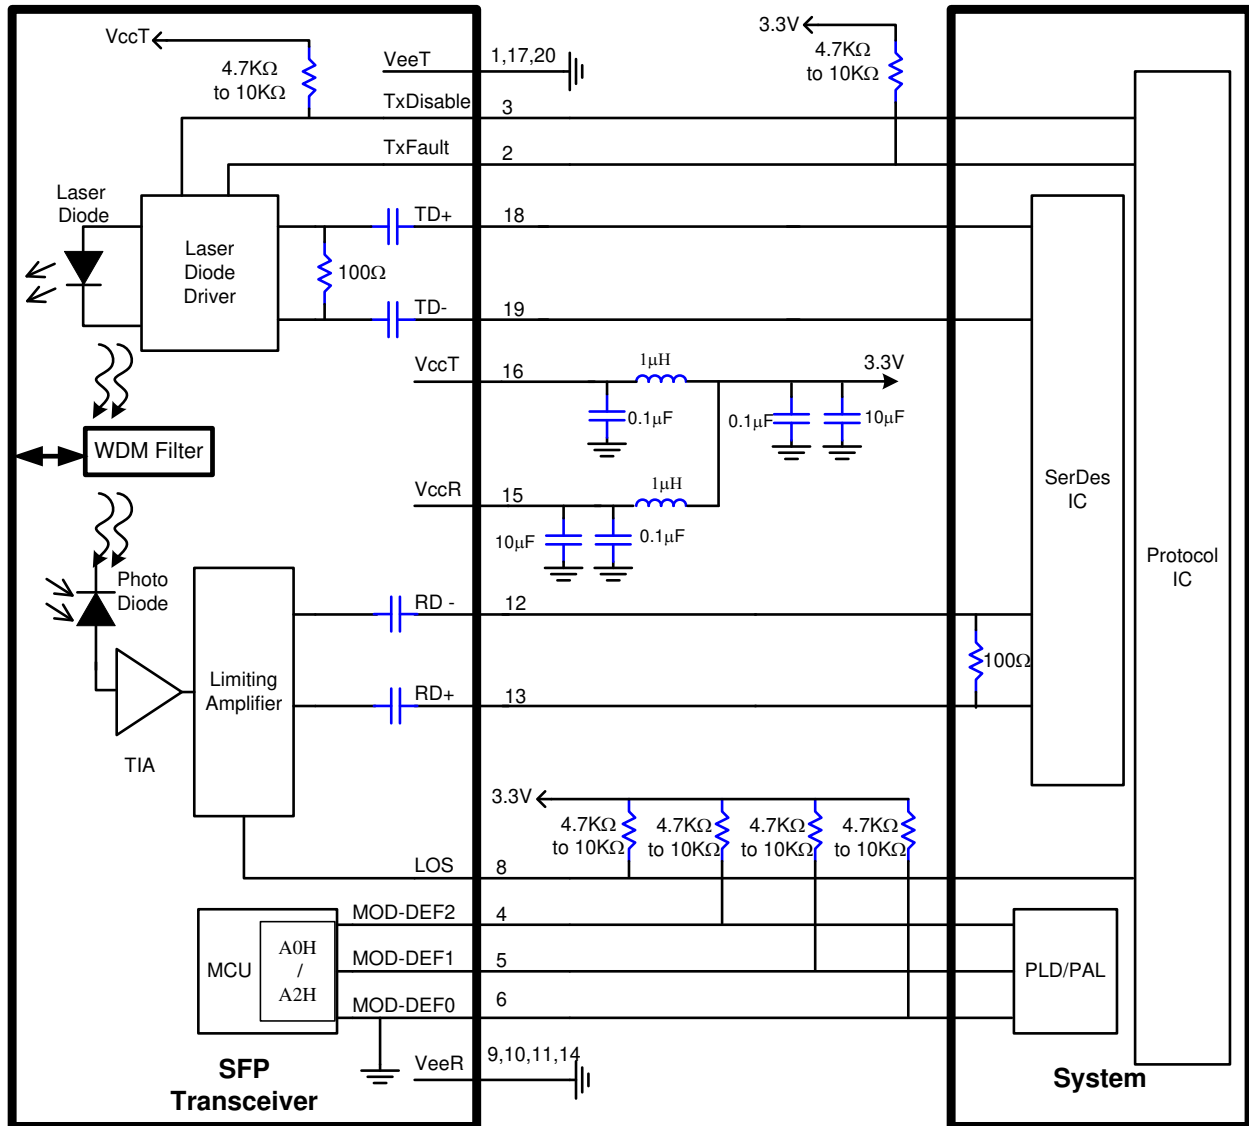 VccT
4.7KΩ
to 10KΩ
VeeT
1,17,20
3.3V
4.7KΩ
to 10KΩ
TxDisable
3
TxFault
2
Laser
Diode
Laser
Diode
Driver
100Ω
TD+
18
TD-
19
VccT
16
1μH
3.3V
0.1μF
0.1μF
10μF
WDM Filter
VccR
15
1μH
10μF
0.1μF
SerDes
IC
Protocol
IC
Photo
Diode
RD -
12
Limiting
Amplifier
100Ω
RD+
13
TIA
3.3V
4.7KΩ
to 10KΩ
4.7KΩ
to 10KΩ
4.7KΩ
to 10KΩ
4.7KΩ
to 10KΩ
LOS
8
MCU
A0H
/
A2H
MOD-DEF2
4
MOD-DEF1
5
MOD-DEF0
6
PLD/PAL
VeeR
9,10,11,14
SFP
Transceiver
System